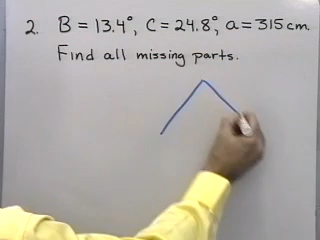 2. B = 13.4°, C = 24.8°, a = 315 cm.
Find all missing parts.